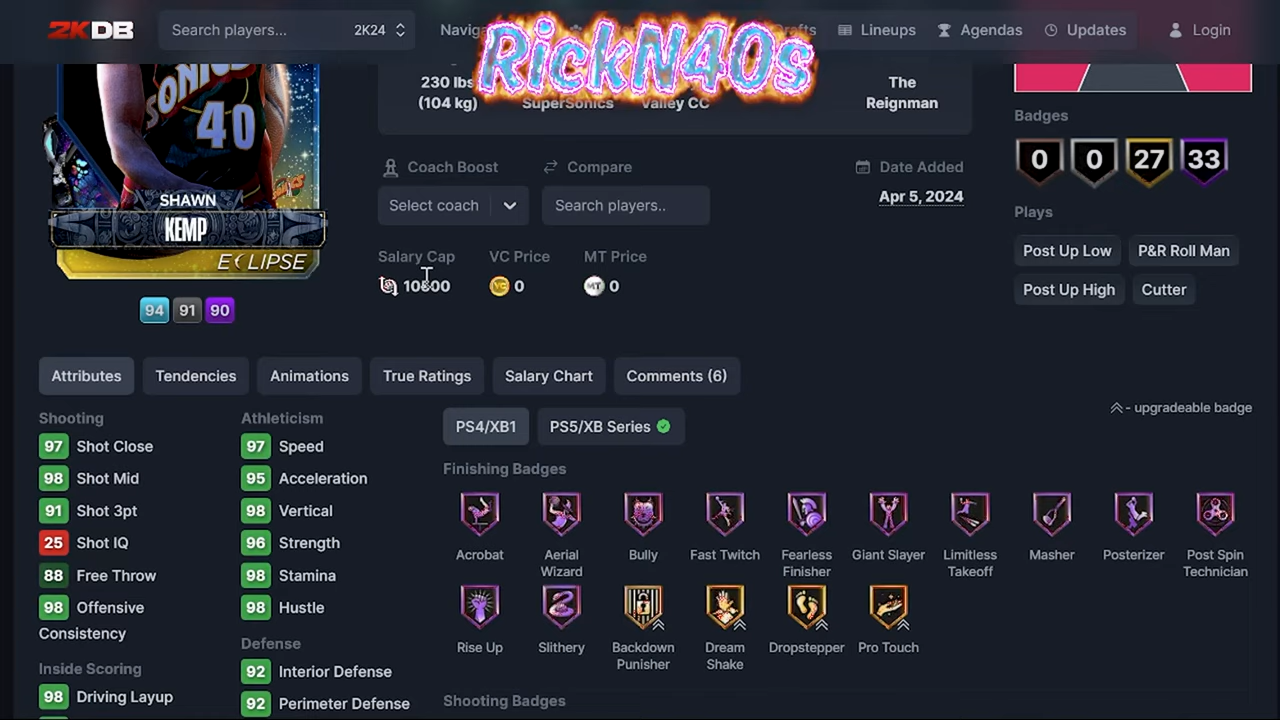 2KDB
Search players...
2K24
Lineups
Agendas
Updates
Login
RickN40s
230 lbs
(104 kg)
SuperSonics
Valley CC
The
Reignman
SONICS
40
SHAWN
KEMP
ECLIPSE
94 91 90
Coach Boost
Compare
Date Added
Select coach
Search players..
Apr 5, 2024
Salary Cap
VC Price
MT Price
VC 0
MT 0
Badges
0 0 27 33
Plays
Post Up Low
P&R Roll Man
Post Up High
Cutter
Attributes
Tendencies
Animations
True Ratings
Salary Chart
Comments (6)
- upgradeable badge
Shooting
97 Shot Close
98 Shot Mid
91 Shot 3pt
25 Shot IQ
88 Free Throw
98 Offensive
Consistency
Inside Scoring
98 Driving Layup
Athleticism
97 Speed
95 Acceleration
98 Vertical
96 Strength
98 Stamina
98 Hustle
Defense
92 Interior Defense
92 Perimeter Defense
PS4/XB1
PS5/XB Series
Finishing Badges
Acrobat
Aerial
Wizard
Bully
Fast Twitch
Fearless
Finisher
Giant Slayer
Limitless
Takeoff
Masher
Posterizer
Post Spin
Technician
Rise Up
Slithery
Backdown
Punisher
Dream
Shake
Dropstepper
Pro Touch
Shooting Badges